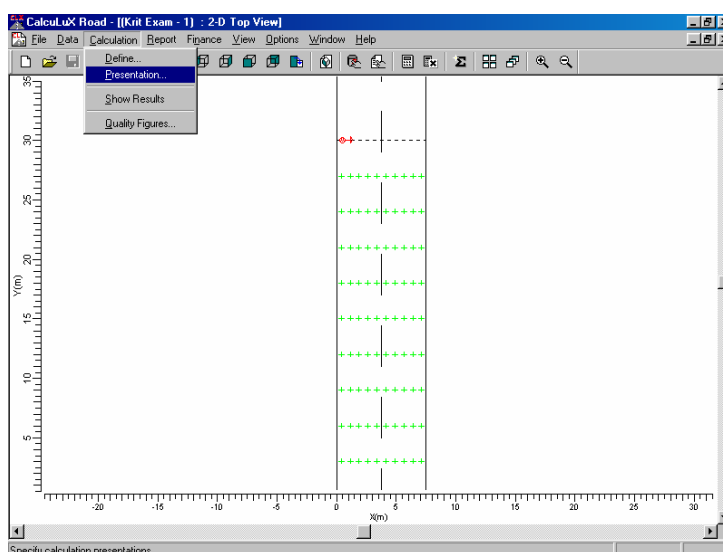 CalcuLuX Road - [[Krit Exam - 1] : 2-D Top View]
File Data Calculation Report Finance View Options Window Help
Define...
Presentation...
Show Results
Quality Figures...
35
30
25
20
15
10
5
Y(m)
-20 -15 -10 -5 0 5 10 15 20 25 30
X(m)
Specify calculation presentations